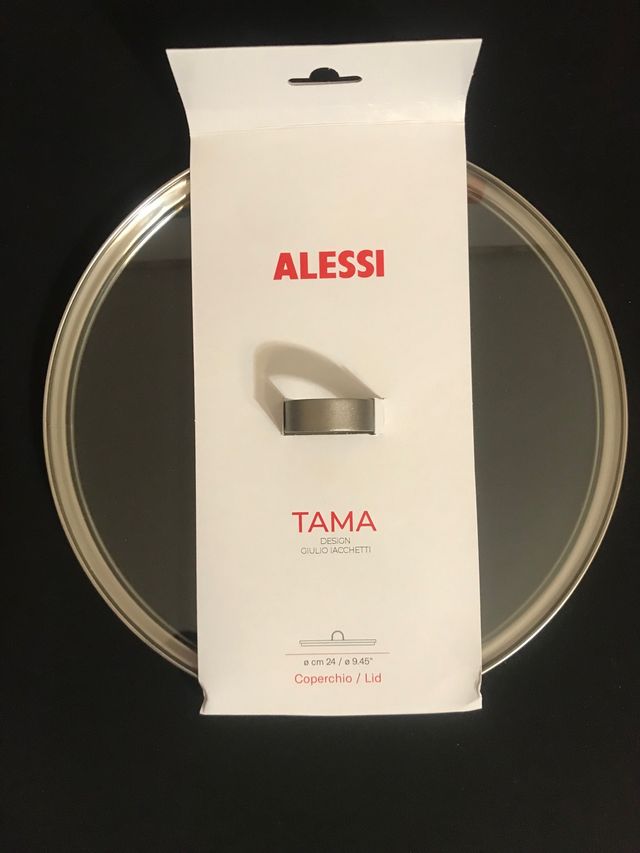 ALESSI
TAMA
DESIGN
GIULIO IACCHETTI
ø cm 24 / ø 9.45"
Coperchio / Lid